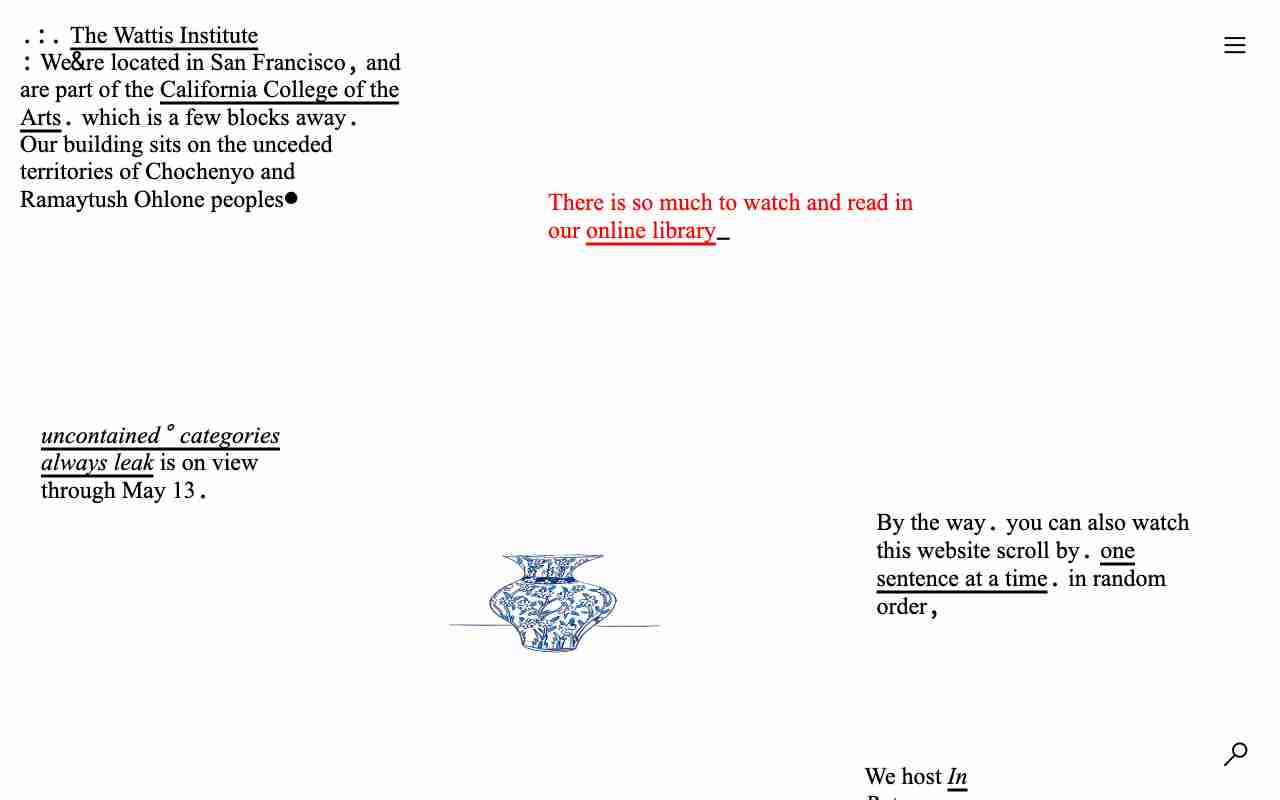 .:. The Wattis Institute
: We&re located in San Francisco, and
are part of the California College of the
Arts. which is a few blocks away.
Our building sits on the unceded
territories of Chochenyo and
Ramaytush Ohlone peoples●
There is so much to watch and read in
our online library_
uncontained° categories
always leak is on view
through May 13.
By the way. you can also watch
this website scroll by. one
sentence at a time. in random
order,
We host In